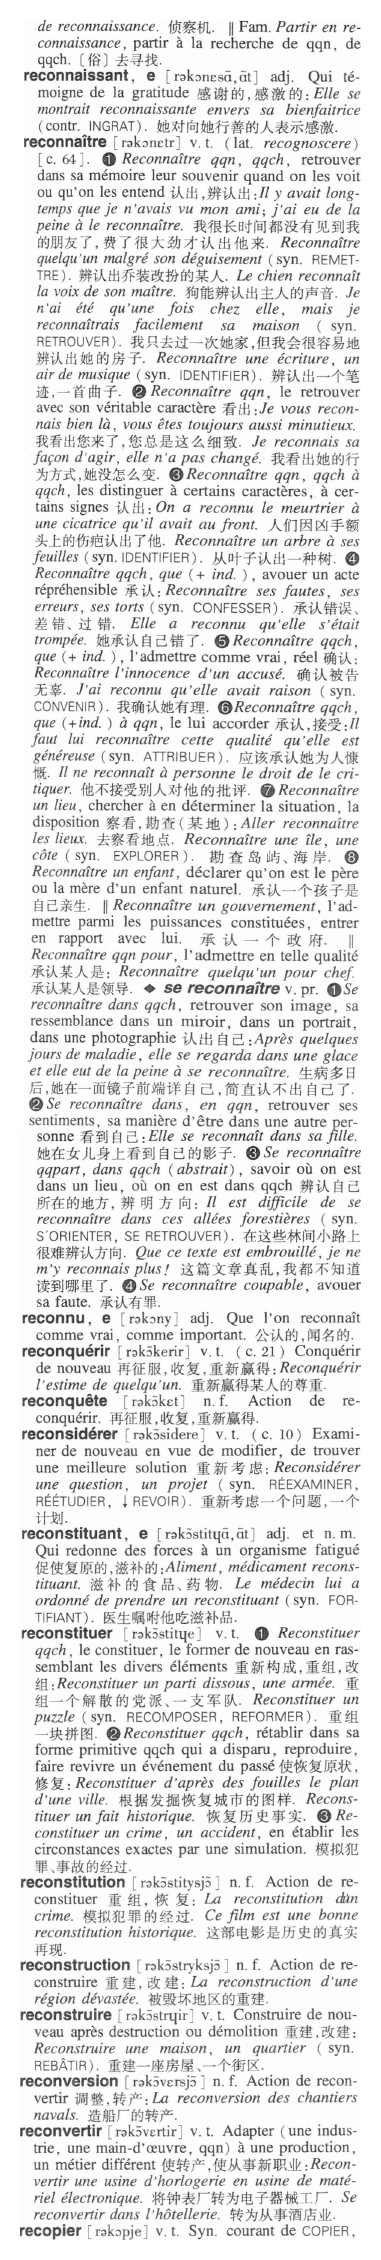 de reconnaissance. 侦察机. ‖ Fam. Partir en re-
connaissance, partir à la recherche de qqn, de
qqch.〔俗〕去寻找.
reconnaissant, e [rəkɔnɛsɑ̃,ɑ̃t] adj. Qui té-
moigne de la gratitude 感谢的,感激的: Elle se
montrait reconnaissante envers sa bienfaitrice
(contr. INGRAT). 她对向她行善的人表示感激.
reconnaître [rəkɔnɛtr] v. t. (lat. recognoscere)
[c. 64]. ❶ Reconnaître qqn, qqch, retrouver
dans sa mémoire leur souvenir quand on les voit
ou qu'on les entend 认出,辨认出:Il y avait long-
temps que je n'avais vu mon ami; j'ai eu de la
peine à le reconnaître. 我很长时间都没有见到我
的朋友了,费了很大劲才认出他来. Reconnaître
quelqu'un malgré son déguisement (syn. REMET-
TRE). 辨认出乔装改扮的某人. Le chien reconnaît
la voix de son maître. 狗能辨认出主人的声音. Je
n'ai été qu'une fois chez elle, mais je
reconnaîtrais facilement sa maison ( syn.
RETROUVER). 我只去过一次她家,但我会很容易地
辨认出她的房子. Reconnaître une écriture, un
air de musique (syn. IDENTIFIER). 辨认出一个笔
迹,一首曲子. ❷ Reconnaître qqn, le retrouver
avec son véritable caractère 看出:Je vous recon-
nais bien là, vous êtes toujours aussi minutieux.
我看出您来了,您总是这么细致. Je reconnais sa
façon d'agir, elle n'a pas changé. 我看出她的行
为方式,她没怎么变. ❸ Reconnaître qqn, qqch à
qqch, les distinguer à certains caractères, à cer-
tains signes 认出: On a reconnu le meurtrier à
une cicatrice qu'il avait au front. 人们因凶手额
头上的伤疤认出了他. Reconnaître un arbre à ses
feuilles (syn. IDENTIFIER). 从叶子认出一种树. ❹
Reconnaître qqch, que (+ ind. ), avouer un acte
répréhensible 承认: Reconnaître ses fautes, ses
erreurs, ses torts (syn. CONFESSER). 承认错误、
差错、过错. Elle a reconnu qu'elle s'était
trompée. 她承认自己错了. ❺ Reconnaître qqch,
que (+ ind. ), l'admettre comme vrai, réel 确认:
Reconnaître l'innocence d'un accusé. 确认被告
无辜. J'ai reconnu qu'elle avait raison (syn.
CONVENIR). 我确认她有理. ❻Reconnaître qqch,
que (+ind. ) à qqn, le lui accorder 承认,接受:Il
faut lui reconnaître cette qualité qu'elle est
généreuse (syn. ATTRIBUER). 应该承认她为人慷
慨. Il ne reconnaît à personne le droit de le cri-
tiquer. 他不接受别人对他的批评. ❼ Reconnaître
un lieu, chercher à en déterminer la situation, la
disposition 察看,勘查(某地): Aller reconnaître
les lieux. 去察看地点. Reconnaître une île, une
côte (syn. EXPLORER). 勘查岛屿、海岸. ❽
Reconnaître un enfant, déclarer qu'on est le père
ou la mère d'un enfant naturel. 承认一个孩子是
自己亲生. ‖ Reconnaître un gouvernement, l'ad-
mettre parmi les puissances constituées, entrer
en rapport avec lui. 承认一个政府. ‖
Reconnaître qqn pour, l'admettre en telle qualité
承认某人是: Reconnaître quelqu'un pour chef.
承认某人是领导. ◆ se reconnaître v. pr. ❶Se
reconnaître dans qqch, retrouver son image, sa
ressemblance dans un miroir, dans un portrait,
dans une photographie 认出自己:Après quelques
jours de maladie, elle se regarda dans une glace
et elle eut de la peine à se reconnaître. 生病多日
后,她在一面镜子前端详自己,简直认不出自己了.
❷ Se reconnaître dans, en qqn, retrouver ses
sentiments, sa manière d'être dans une autre per-
sonne 看到自己: Elle se reconnaît dans sa fille.
她在女儿身上看到自己的影子. ❸ Se reconnaître
qqpart, dans qqch (abstrait), savoir où on est
dans un lieu, où on en est dans qqch 辨认自己
所在的地方,辨明方向: Il est difficile de se
reconnaître dans ces allées forestières ( syn.
S'ORIENTER, SE RETROUVER). 在这些林间小路上
很难辨认方向. Que ce texte est embrouillé, je ne
m'y reconnais plus! 这篇文章真乱,我都不知道
读到哪里了. ❹ Se reconnaître coupable, avouer
sa faute. 承认有罪.
reconnu, e [rəkɔny] adj. Que l'on reconnaît
comme vrai, comme important. 公认的,闻名的.
reconquérir [rəkɔ̃kerir] v. t. (c. 21) Conquérir
de nouveau 再征服,收复,重新赢得: Reconquérir
l'estime de quelqu'un. 重新赢得某人的尊重.
reconquête [rəkɔ̃kɛt] n. f. Action de re-
conquérir. 再征服,收复,重新赢得.
reconsidérer [rəkɔ̃sidere] v. t. (c. 10) Exami-
ner de nouveau en vue de modifier, de trouver
une meilleure solution 重新考虑: Reconsidérer
une question, un projet (syn. RÉEXAMINER,
RÉÉTUDIER, ↓REVOIR). 重新考虑一个问题,一个
计划.
reconstituant, e [rəkɔ̃stitɥɑ̃,ɑ̃t] adj. et n. m.
Qui redonne des forces à un organisme fatigué
促使复原的,滋补的: Aliment, médicament recons-
tituant. 滋补的食品、药物. Le médecin lui a
ordonné de prendre un reconstituant (syn. FOR-
TIFIANT). 医生嘱咐他吃滋补品.
reconstituer [rəkɔ̃stitɥe] v. t. ❶ Reconstituer
qqch, le constituer, le former de nouveau en ras-
semblant les divers éléments 重新构成,重组,改
组: Reconstituer un parti dissous, une armée. 重
组一个解散的党派、一支军队. Reconstituer un
puzzle (syn. RECOMPOSER, REFORMER). 重组
一块拼图. ❷ Reconstituer qqch, rétablir dans sa
forme primitive qqch qui a disparu, reproduire,
faire revivre un événement du passé 使恢复原状,
修复: Reconstituer d'après des fouilles le plan
d'une ville. 根据发掘恢复城市的图样. Recons-
tituer un fait historique. 恢复历史事实. ❸ Re-
constituer un crime, un accident, en établir les
circonstances exactes par une simulation. 模拟犯
罪、事故的经过.
reconstitution [rəkɔ̃stitysjɔ̃] n. f. Action de re-
constituer 重组,恢复: La reconstitution d'un
crime. 模拟犯罪的经过. Ce film est une bonne
reconstitution historique. 这部电影是历史的真实
再现.
reconstruction [rəkɔ̃stryksjɔ̃] n. f. Action de re-
construire 重建,改建: La reconstruction d'une
région dévastée. 被毁坏地区的重建.
reconstruire [rəkɔ̃strɥir] v. t. Construire de nou-
veau après destruction ou démolition 重建,改建:
Reconstruire une maison, un quartier ( syn.
REBÂTIR). 重建一座房屋、一个街区.
reconversion [rəkɔ̃vɛrsjɔ̃] n. f. Action de recon-
vertir 调整,转产: La reconversion des chantiers
navals. 造船厂的转产.
reconvertir [rəkɔ̃vɛrtir] v. t. Adapter (une indus-
trie, une main-d'œuvre, qqn) à une production,
un métier différent 使转产,使从事新职业: Recon-
vertir une usine d'horlogerie en usine de maté-
riel électronique. 将钟表厂转为电子器械工厂. Se
reconvertir dans l'hôtellerie. 转为从事酒店业.
recopier [rəkɔpje] v. t. Syn. courant de COPIER,